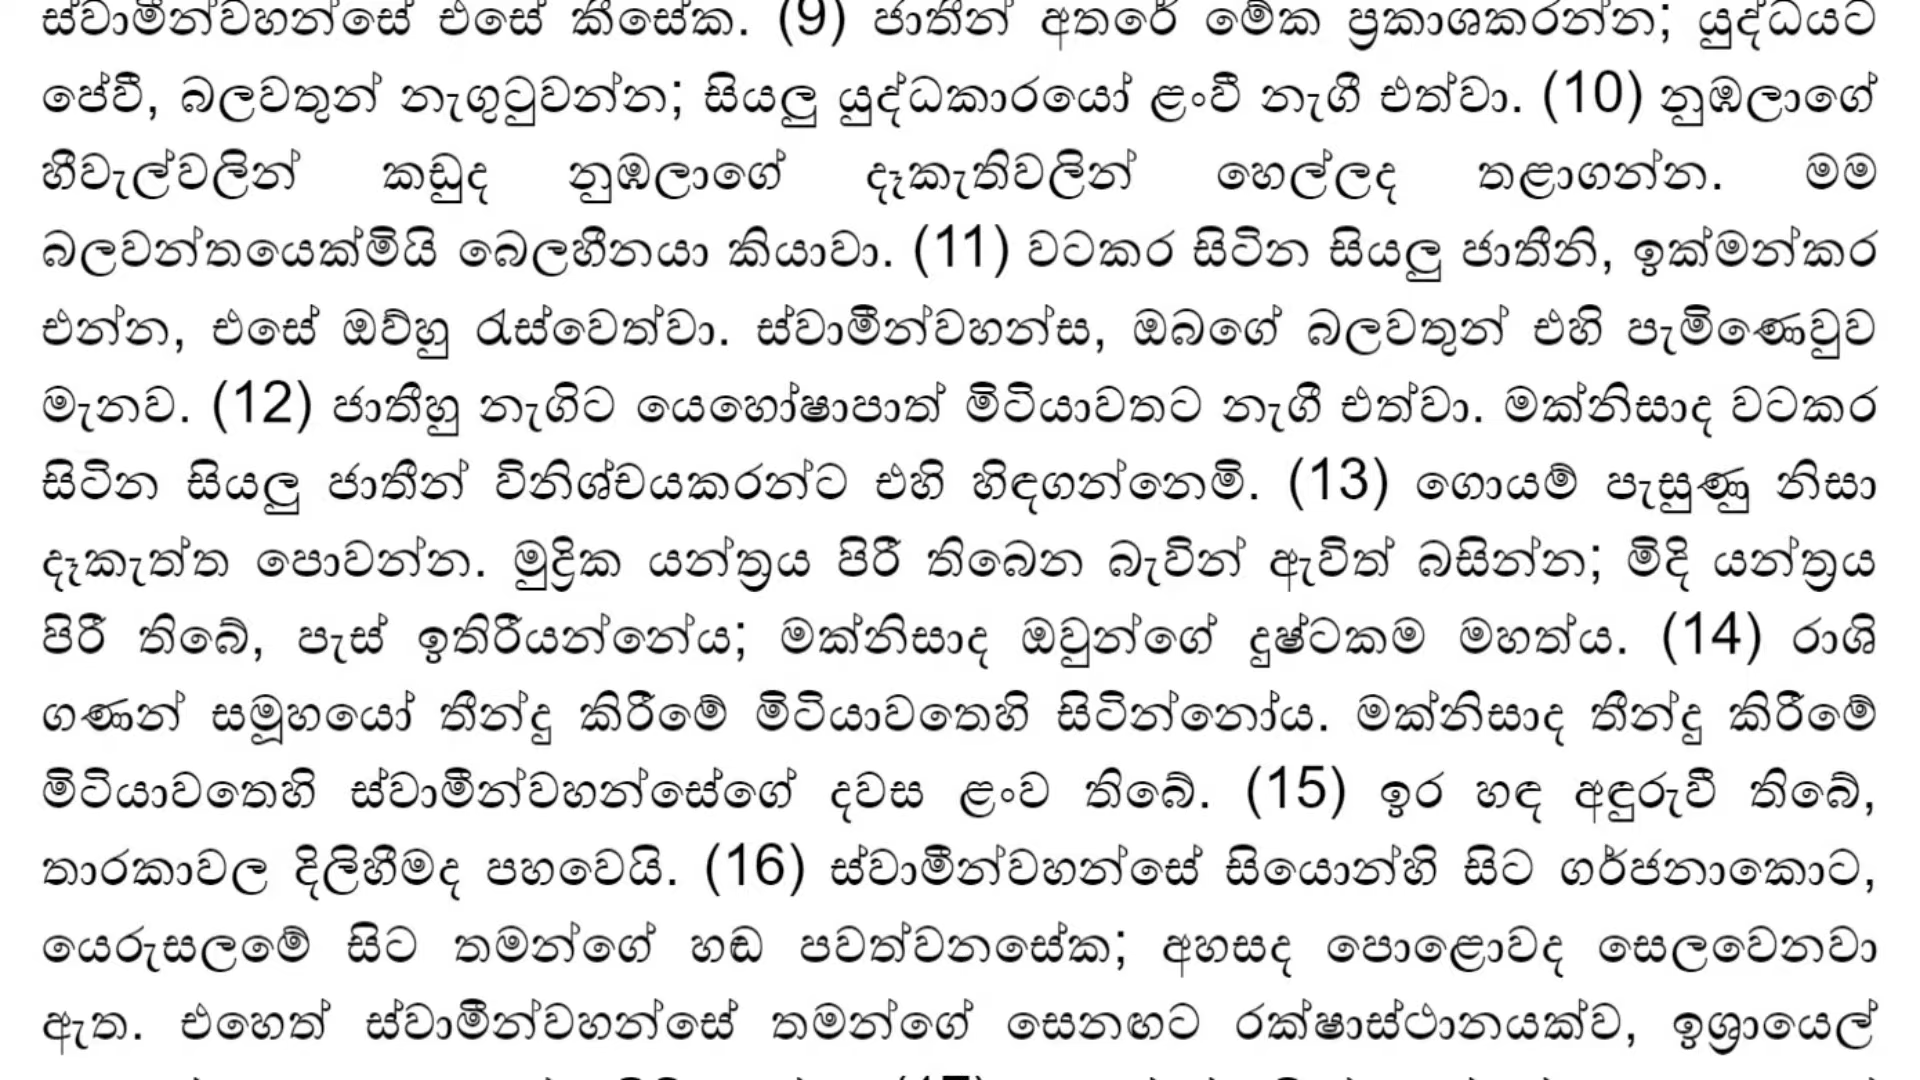 ස්වාමීන්වහන්සේ එසේ කීසේක. (9) ජාතීන් අතරේ මේක ප්‍රකාශකරන්න; යුද්ධයට
පේවී, බලවතුන් නැගුටුවන්න; සියලු යුද්ධකාරයෝ ළංවී නැගී එත්වා. (10) නුඹලාගේ
හීවැල්වලින් කඩුද නුඹලාගේ දෑකැතිවලින් හෙල්ලද තළාගන්න. මම
බලවන්තයෙක්මියි බෙලහීනයා කියාවා. (11) වටකර සිටින සියලු ජාතීනි, ඉක්මන්කර
එන්න, එසේ ඔව්හු රැස්වෙත්වා. ස්වාමීන්වහන්ස, ඔබගේ බලවතුන් එහි පැමිණෙවුව
මැනව. (12) ජාතීහු නැගිට යෙහෝෂාපාත් මිටියාවතට නැගී එත්වා. මක්නිසාද වටකර
සිටින සියලු ජාතීන් විනිශ්චයකරන්ට එහි හිඳගන්නෙමි. (13) ගොයම් පැසුණු නිසා
දෑකැත්ත පොවන්න. මුද්‍රික යන්ත්‍රය පිරී තිබෙන බැවින් ඇවිත් බසින්න; මිදි යන්ත්‍රය
පිරී තිබේ, පැස් ඉතිරීයන්නේය; මක්නිසාද ඔවුන්ගේ දුෂ්ටකම මහත්ය. (14) රාශි
ගණන් සමූහයෝ තීන්දු කිරීමේ මිටියාවතෙහි සිටින්නෝය. මක්නිසාද තීන්දු කිරීමේ
මිටියාවතෙහි ස්වාමීන්වහන්සේගේ දවස ළංව තිබේ. (15) ඉර හඳ අඳුරුවී තිබේ,
තාරකාවල දිලිහීමද පහවෙයි. (16) ස්වාමීන්වහන්සේ සියොන්හි සිට ගර්ජනාකොට,
යෙරුසලමේ සිට තමන්ගේ හඬ පවත්වනසේක; අහසද පොළොවද සෙලවෙනවා
ඇත. එහෙත් ස්වාමීන්වහන්සේ තමන්ගේ සෙනඟට රක්ෂාස්ථානයක්ව, ඉශ්‍රායෙල්